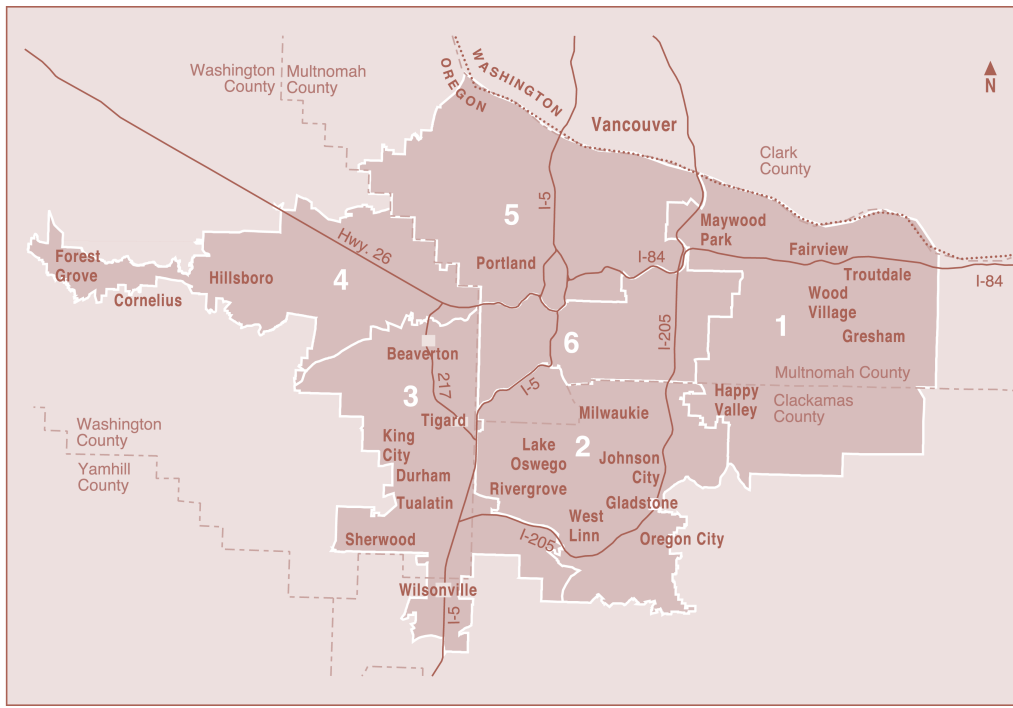 Washington
County
Multnomah
County
WASHINGTON
OREGON
N
Vancouver
Clark
County
5
I-5
Maywood
Park
Hwy. 26
Portland
I-84
Fairview
Forest
Grove
Hillsboro
4
Troutdale
I-84
Cornelius
Wood
Village
1
I-205
6
Gresham
Beaverton
217
I-5
Multnomah County
3
Happy
Valley
Clackamas
County
Milwaukie
Tigard
Washington
County
King
City
2
Lake
Oswego
Johnson
City
Yamhill
County
Durham
Rivergrove
Tualatin
Gladstone
West
Linn
Sherwood
I-205
Oregon City
Wilsonville
I-5